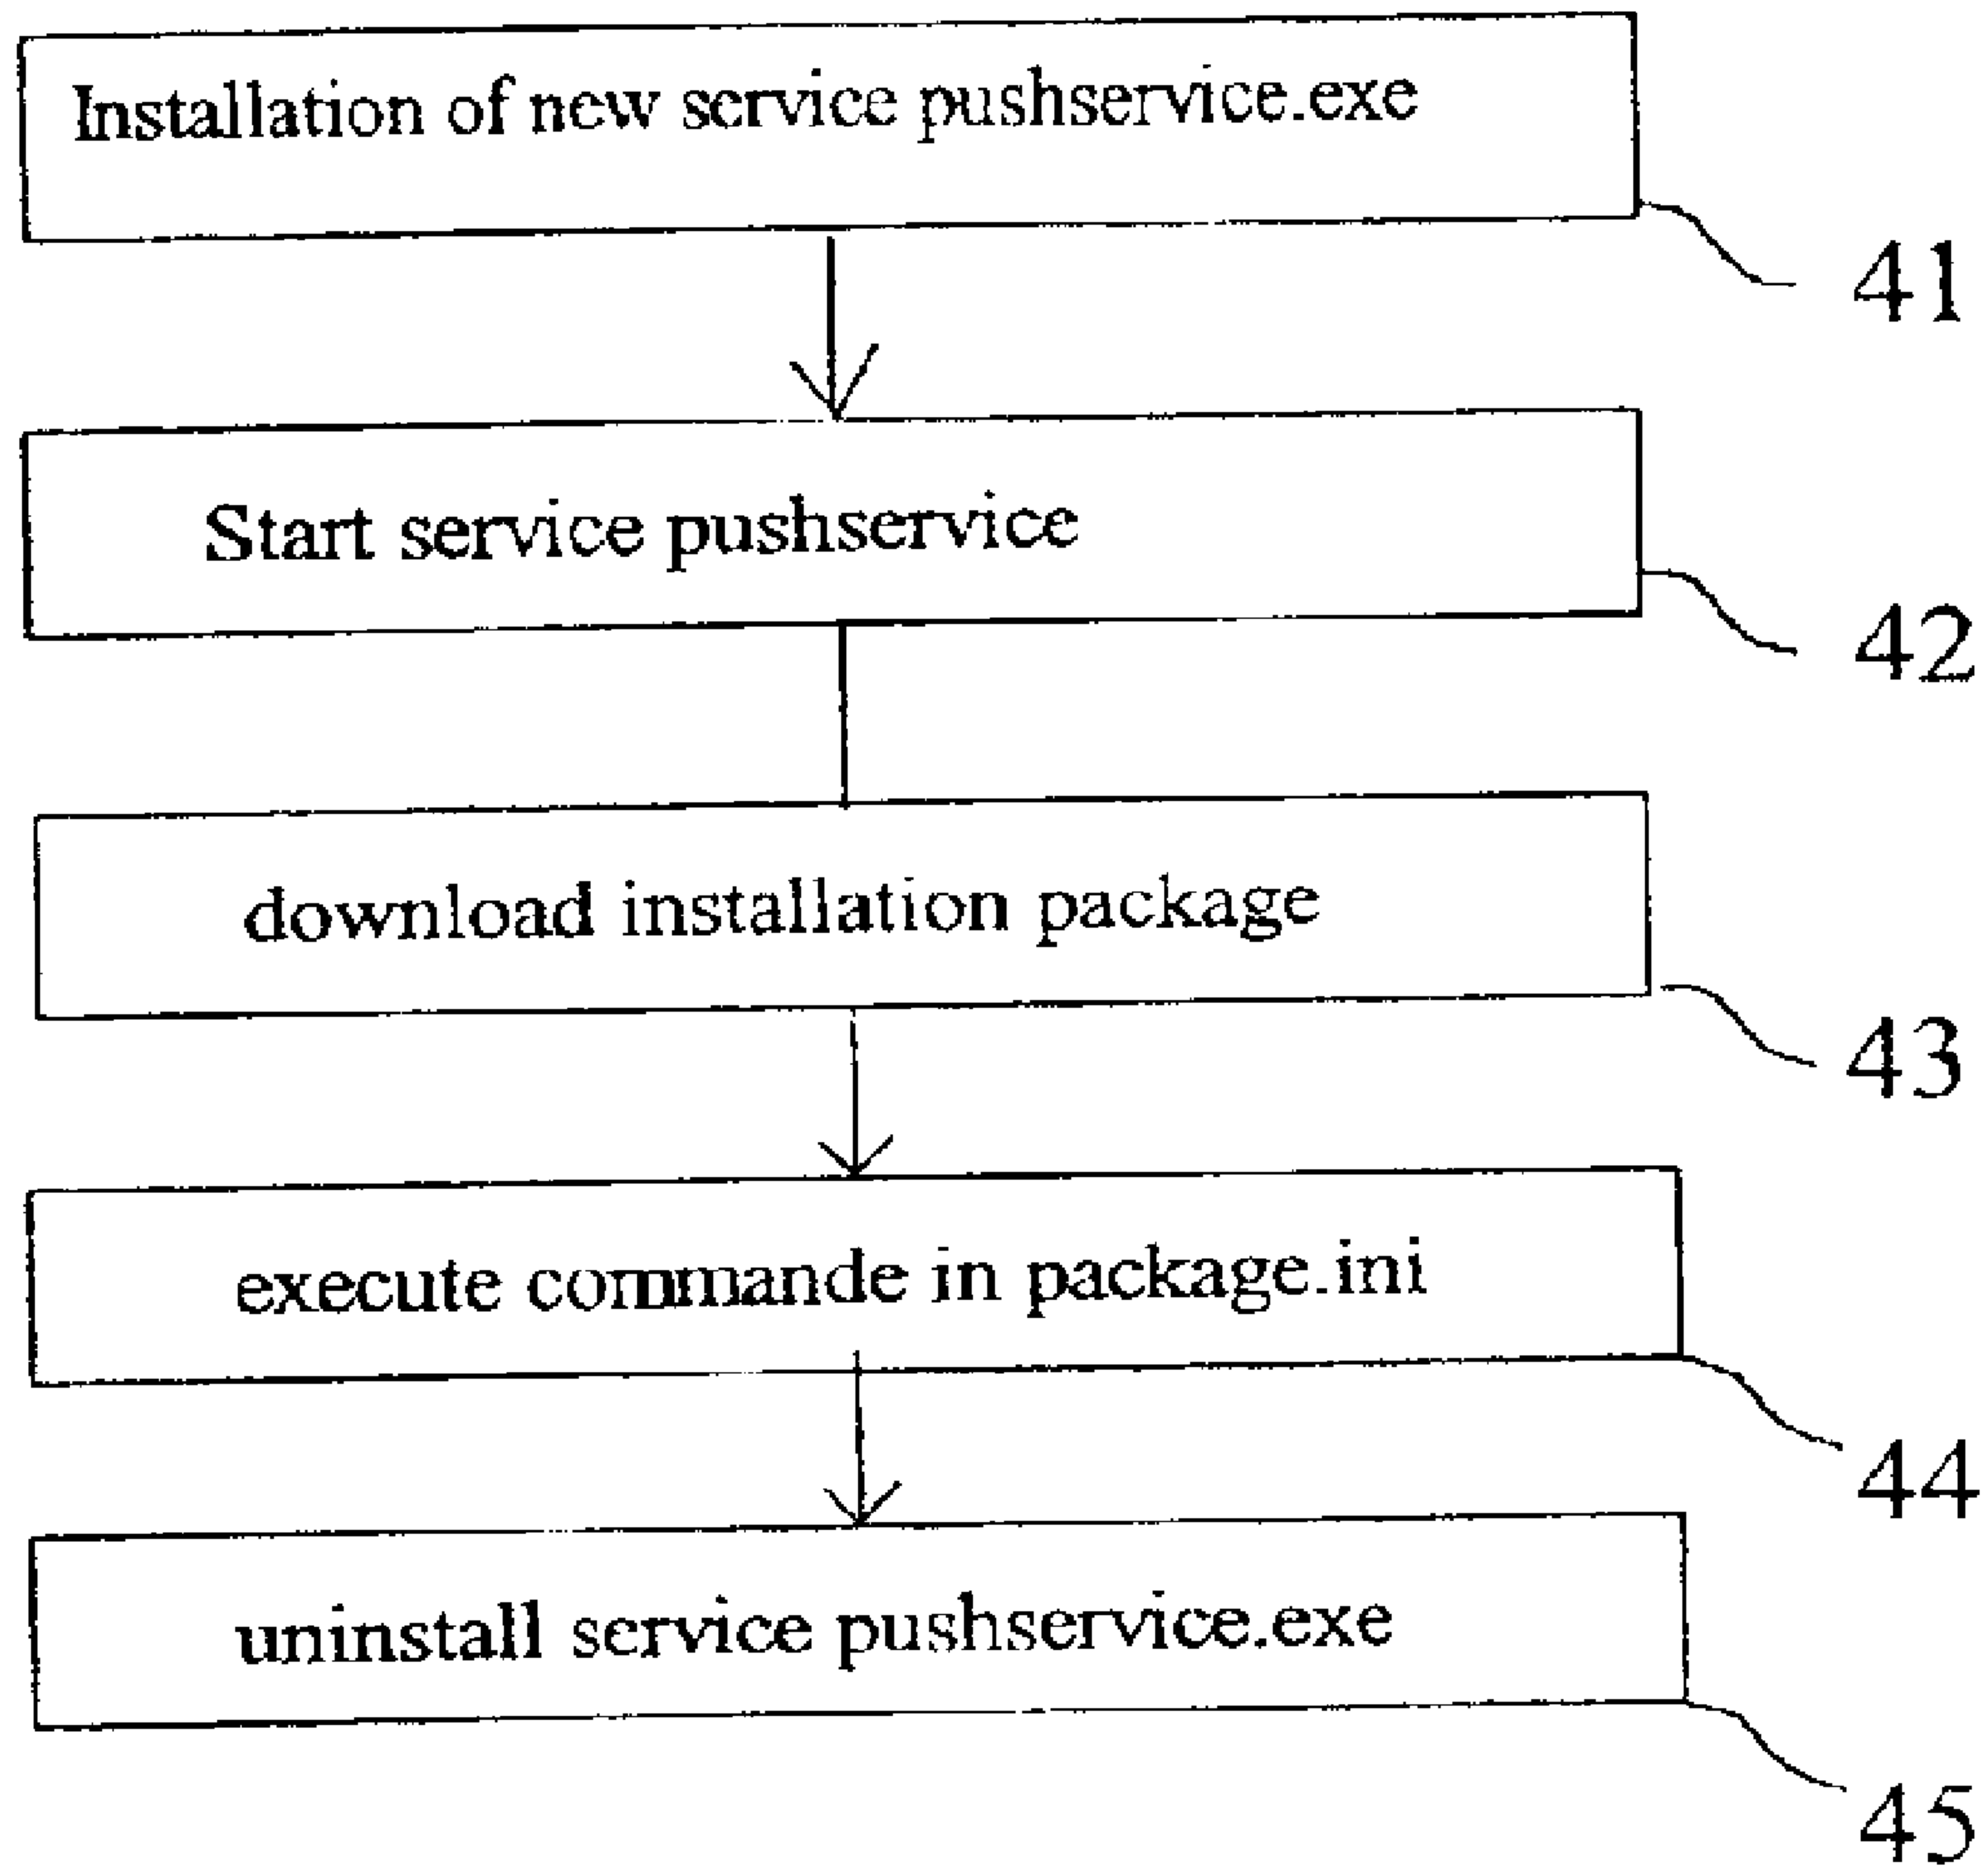 Installation of new service pushservice.exe
41
Start service pushservice
42
download installation package
43
execute commande in package.ini
44
uninstall service pushservice.exe
45